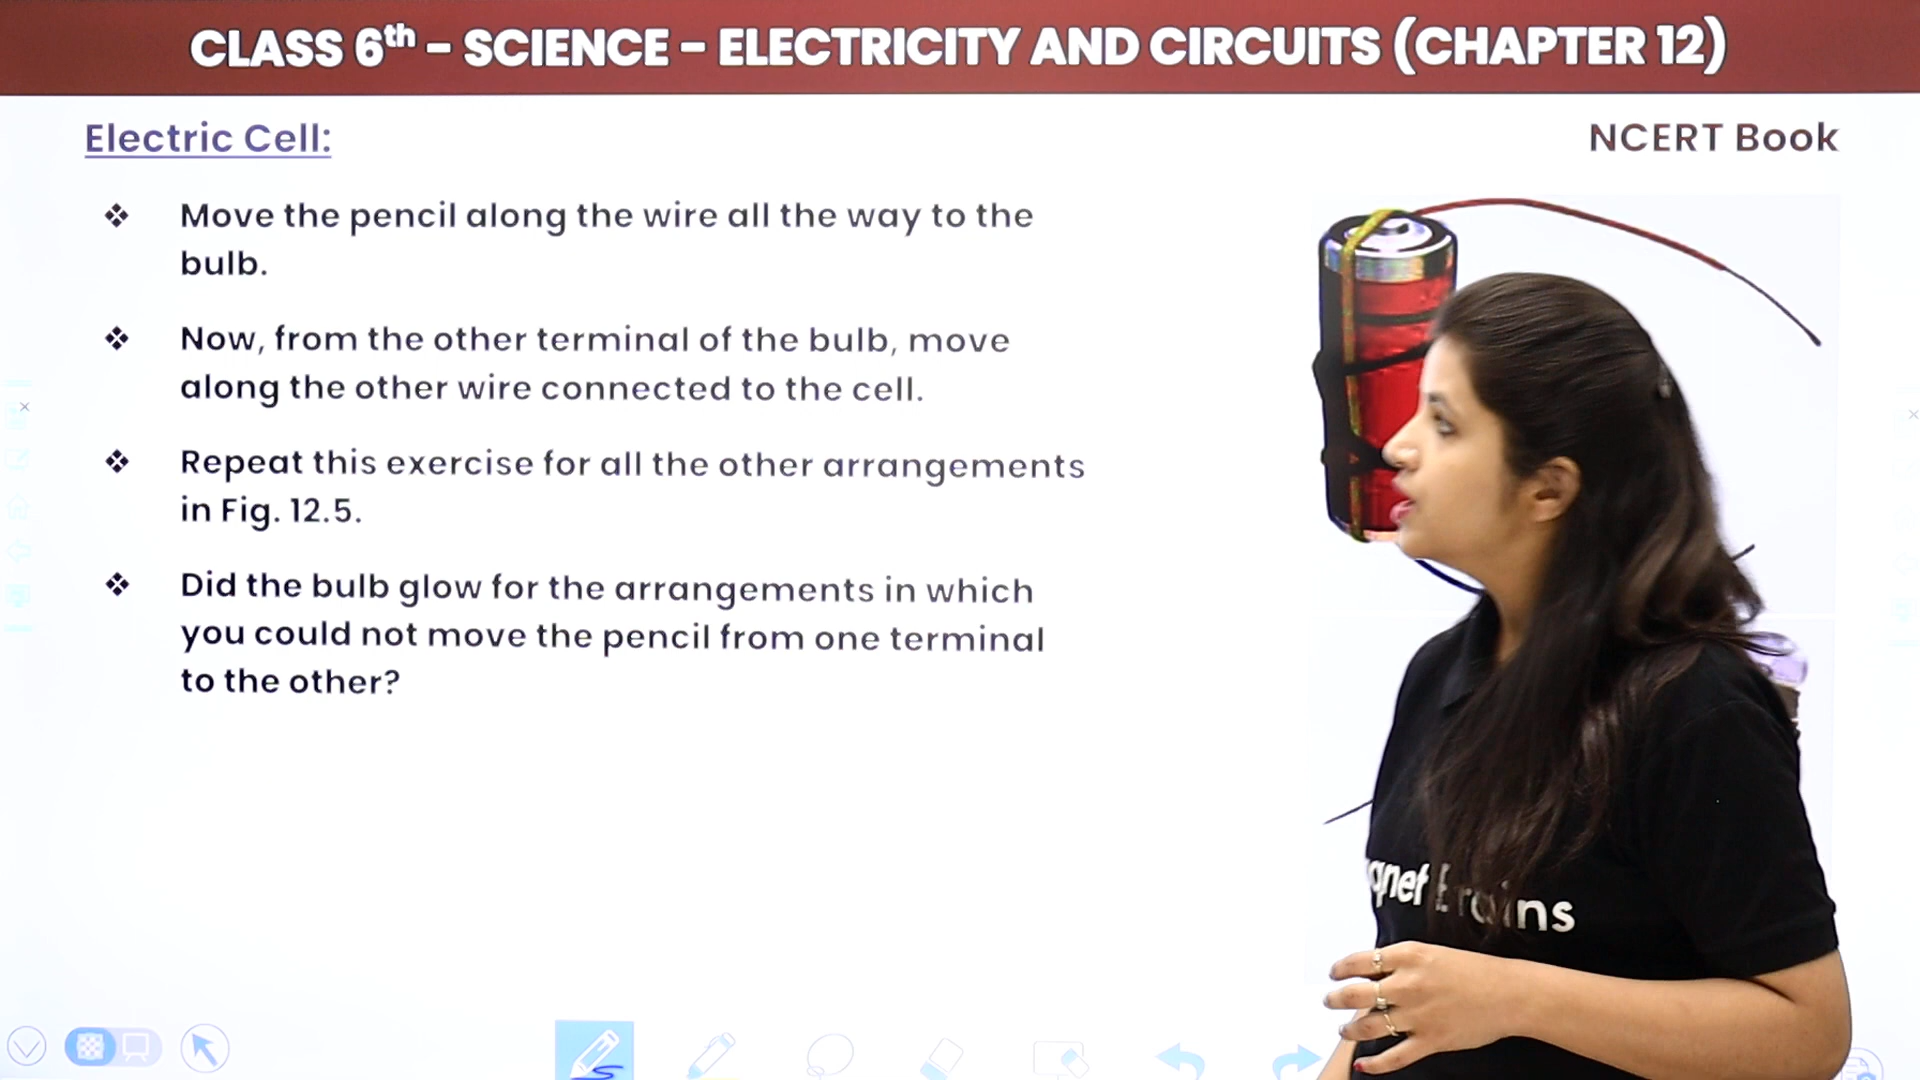 CLASS 6th – SCIENCE – ELECTRICITY AND CIRCUITS (CHAPTER 12)
Electric Cell:
NCERT Book
❖ Move the pencil along the wire all the way to the
bulb.
❖ Now, from the other terminal of the bulb, move
along the other wire connected to the cell.
❖ Repeat this exercise for all the other arrangements
in Fig. 12.5.
❖ Did the bulb glow for the arrangements in which
you could not move the pencil from one terminal
to the other?